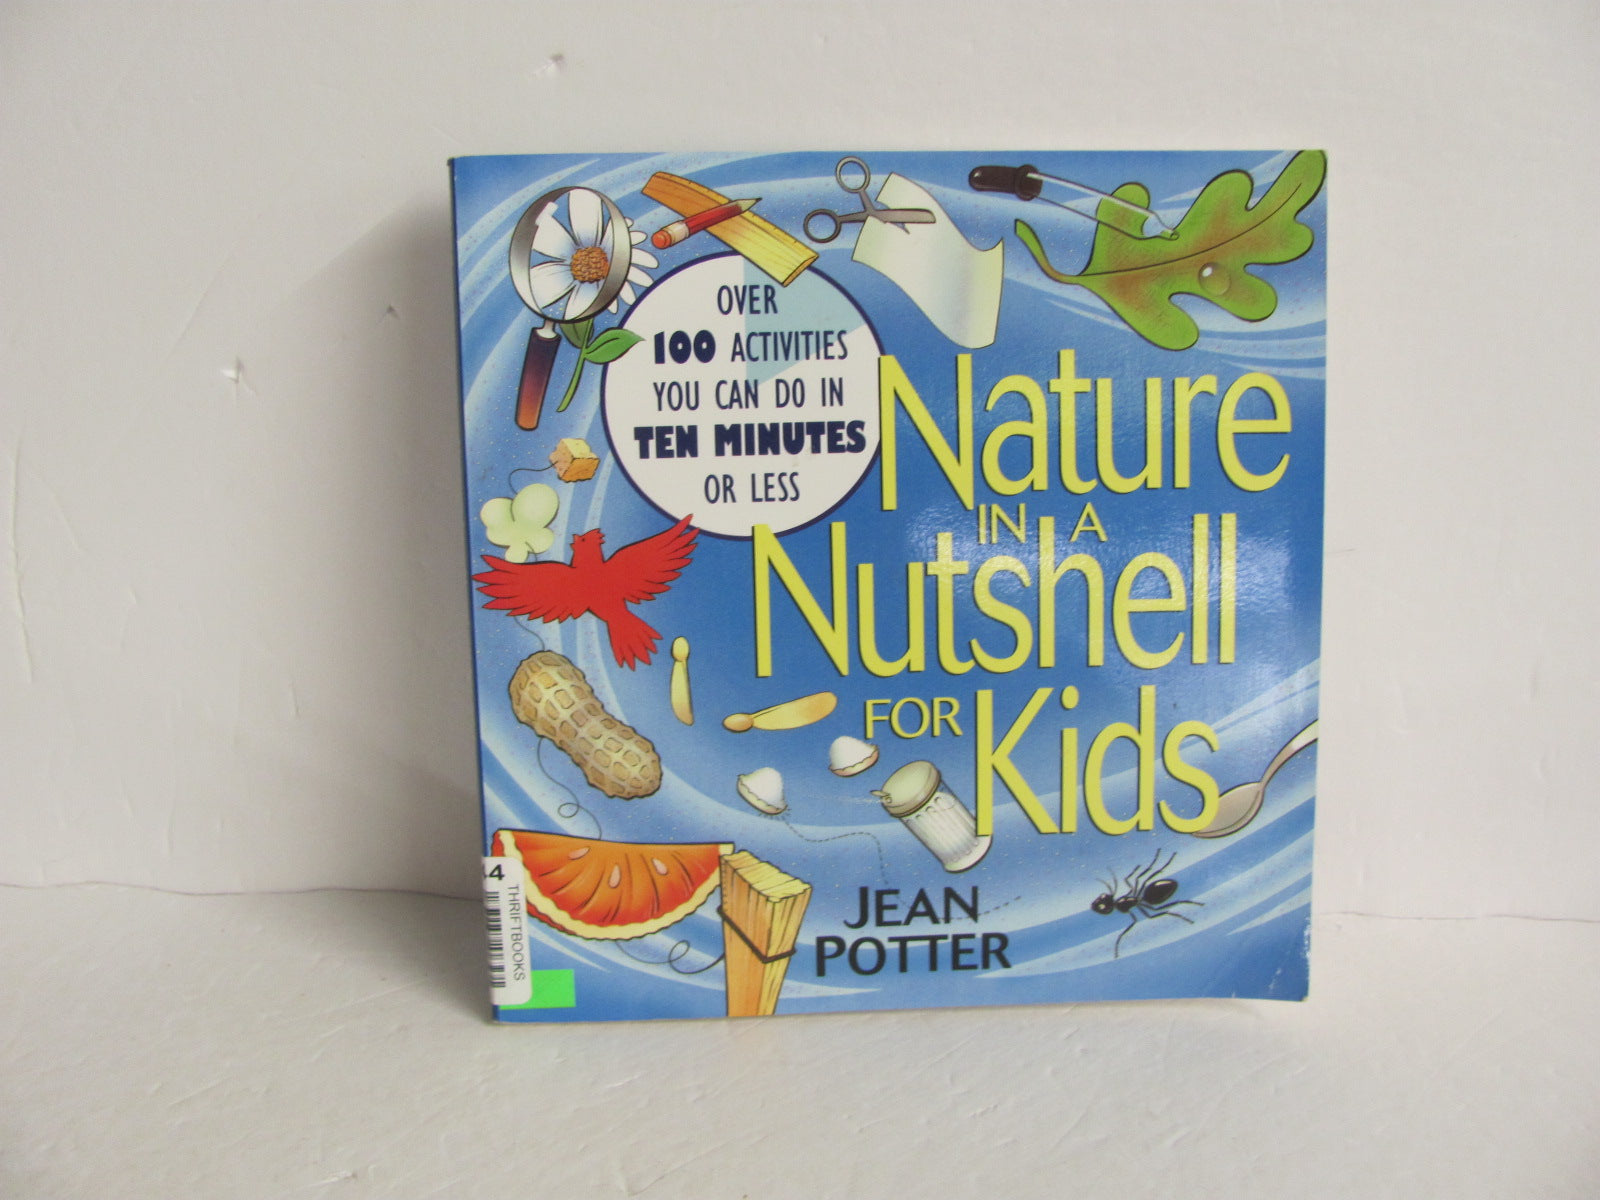 OVER
100 ACTIVITIES
YOU CAN DO IN
TEN MINUTES
OR LESS
Nature
IN A
Nutshell
FOR Kids
JEAN
POTTER
THRIFTBOOKS